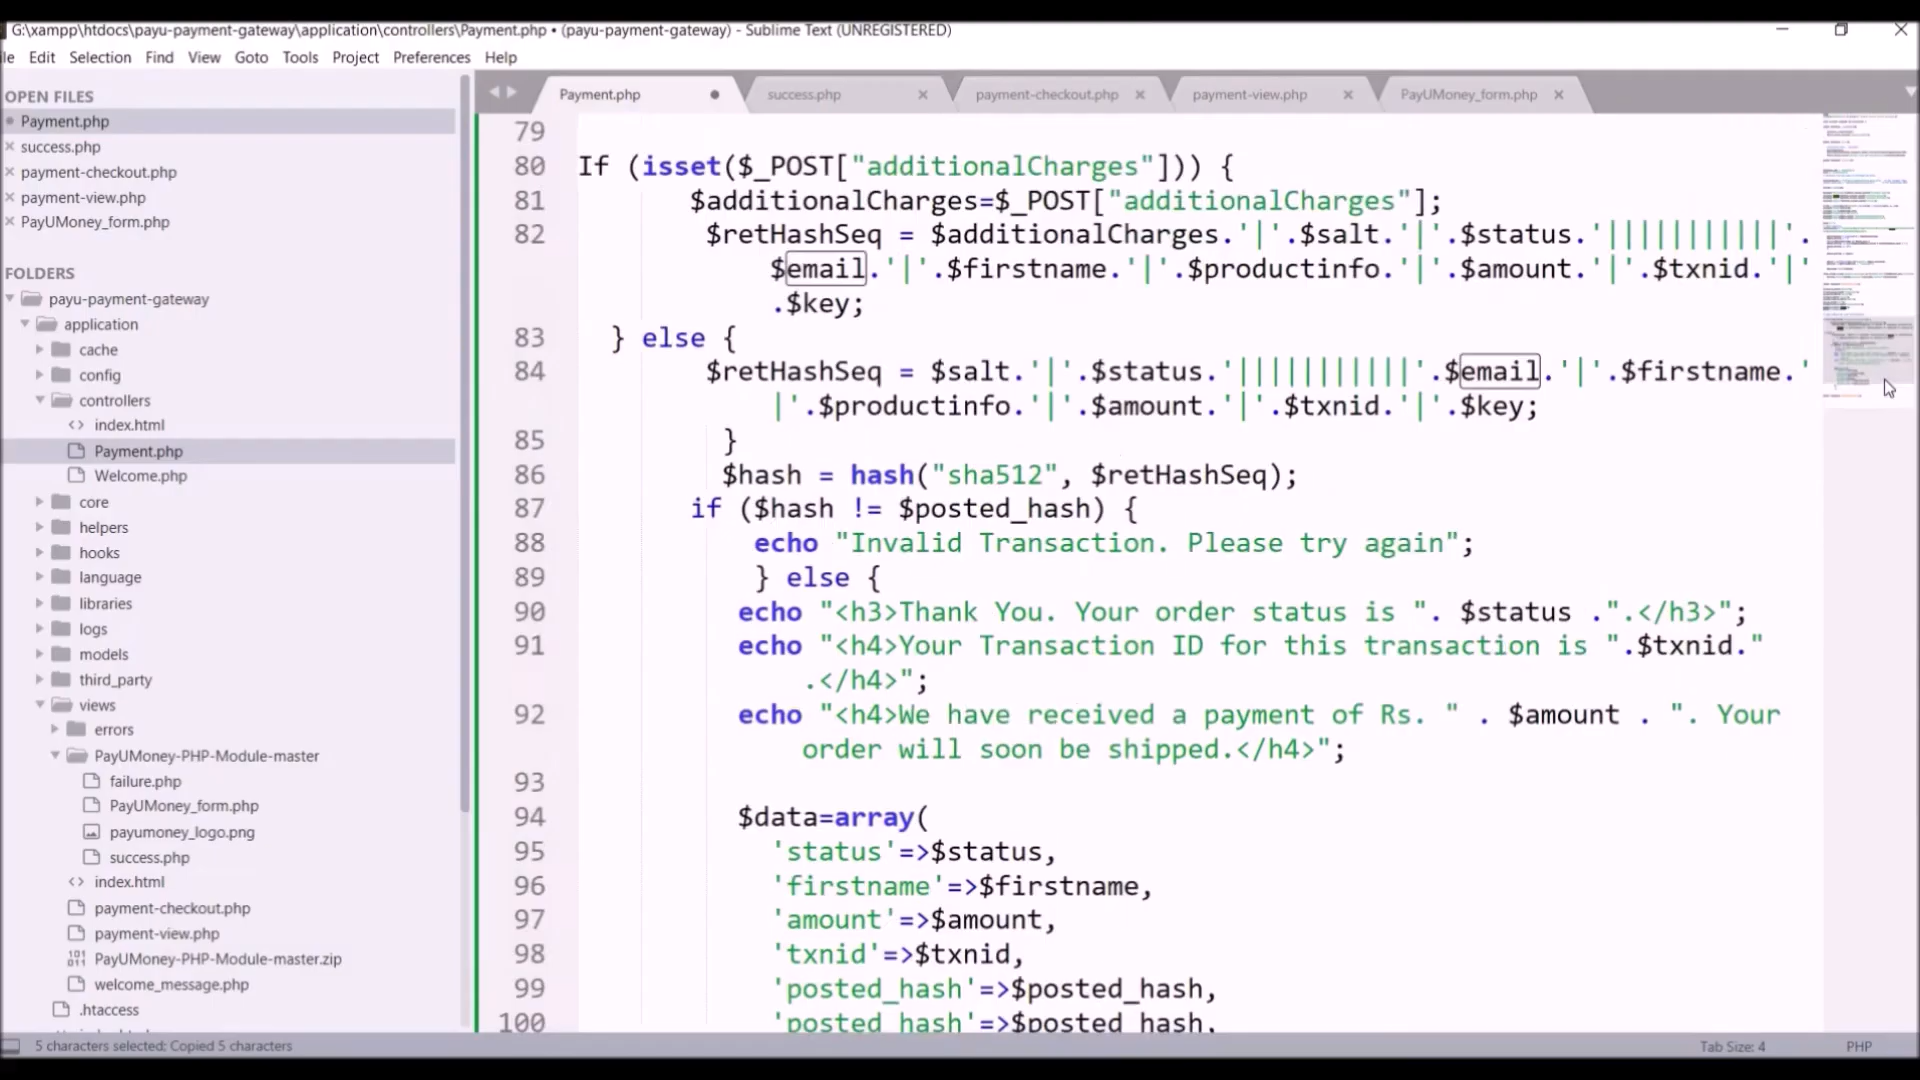 G:\xampp\htdocs\payu-payment-gateway\application\controllers\Payment.php • (payu-payment-gateway) - Sublime Text (UNREGISTERED)
le Edit Selection Find View Goto Tools Project Preferences Help
OPEN FILES
Payment.php
success.php
payment-checkout.php
payment-view.php
PayUMoney_form.php
FOLDERS
payu-payment-gateway
application
cache
config
controllers
index.html
Payment.php
Welcome.php
core
helpers
hooks
language
libraries
logs
models
third_party
views
errors
PayUMoney-PHP-Module-master
failure.php
PayUMoney_form.php
payumoney_logo.png
success.php
index.html
payment-checkout.php
payment-view.php
PayUMoney-PHP-Module-master.zip
welcome_message.php
.htaccess
Payment.php success.php payment-checkout.php payment-view.php PayUMoney_form.php
79
80 If (isset($_POST["additionalCharges"])) {
81 $additionalCharges=$_POST["additionalCharges"];
82 $retHashSeq = $additionalCharges.'|'.$salt.'|'.$status.'|||||||||||'.
$email.'|'.$firstname.'|'.$productinfo.'|'.$amount.'|'.$txnid.'|'
.$key;
83 } else {
84 $retHashSeq = $salt.'|'.$status.'|||||||||||'.$email.'|'.$firstname.'
|'.$productinfo.'|'.$amount.'|'.$txnid.'|'.$key;
85 }
86 $hash = hash("sha512", $retHashSeq);
87 if ($hash != $posted_hash) {
88 echo "Invalid Transaction. Please try again";
89 } else {
90 echo "<h3>Thank You. Your order status is ". $status .".</h3>";
91 echo "<h4>Your Transaction ID for this transaction is ".$txnid."
.</h4>";
92 echo "<h4>We have received a payment of Rs. " . $amount . ". Your
order will soon be shipped.</h4>";
93
94 $data=array(
95 'status'=>$status,
96 'firstname'=>$firstname,
97 'amount'=>$amount,
98 'txnid'=>$txnid,
99 'posted_hash'=>$posted_hash,
100 'posted_hash'=>$posted_hash,
5 characters selected; Copied 5 characters
Tab Size: 4 PHP